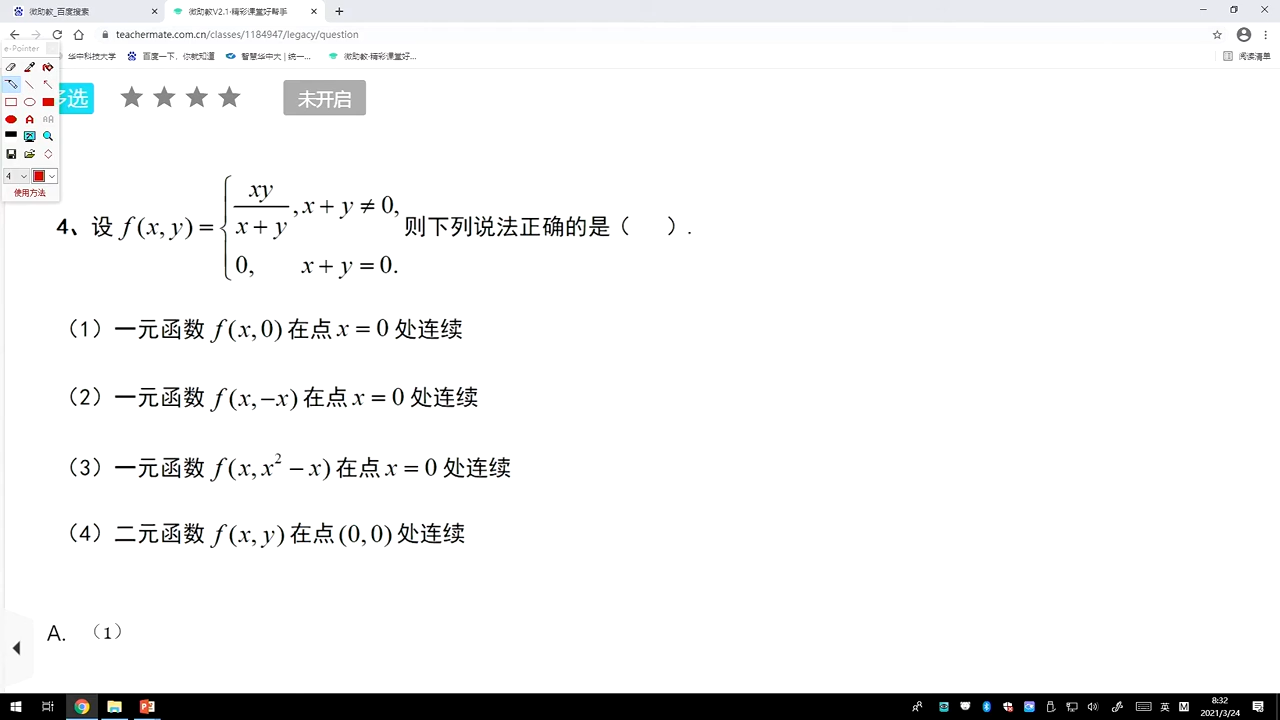 微助教_百度搜索
微助教V2.1-精彩课堂好帮手
teachermate.com.cn/classes/1184947/legacy/question
e-Pointer
华中科技大学
百度一下，你就知道
智慧华中大 | 统一...
微助教-精彩课堂好...
阅读清单
多选 ★★★★ 未开启
4
使用方法
4、设 f(x, y) = { xy/(x+y), x+y≠0, 则下列说法正确的是（ ）.
0, x+y=0.
（1）一元函数 f(x,0) 在点 x=0 处连续
（2）一元函数 f(x,−x) 在点 x=0 处连续
（3）一元函数 f(x,x²−x) 在点 x=0 处连续
（4）二元函数 f(x,y) 在点 (0,0) 处连续
A. （1）
英
8:32
2021/3/24